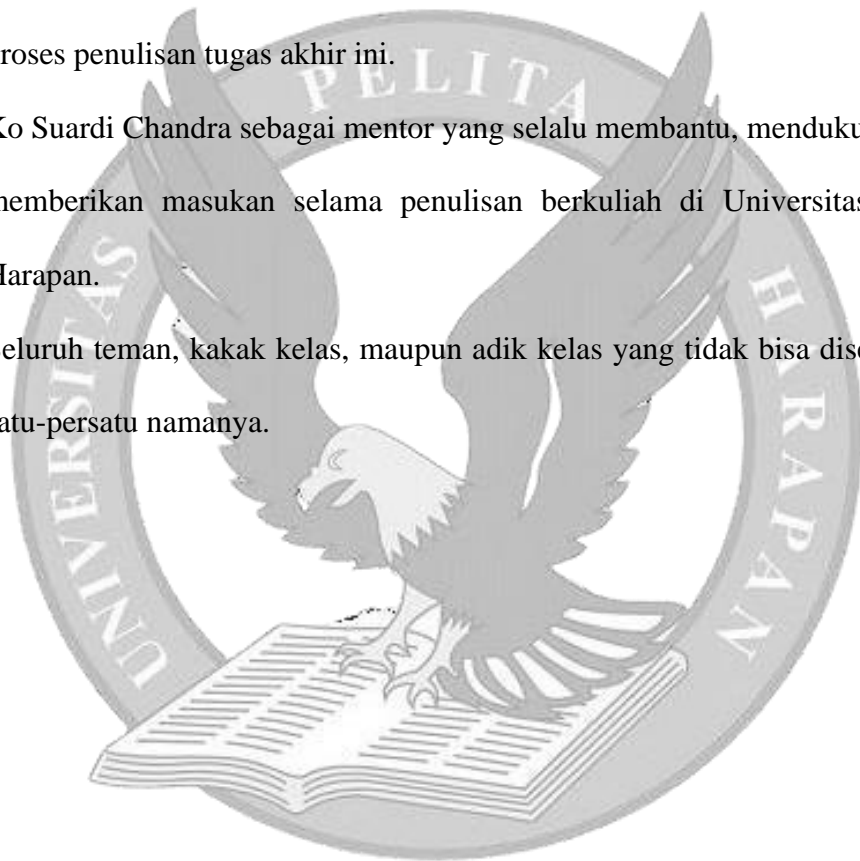 roses penulisan tugas akhir ini.
Ko Suardi Chandra sebagai mentor yang selalu membantu, menduku
memberikan masukan selama penulisan berkuliah di Universitas
Harapan.
eluruh teman, kakak kelas, maupun adik kelas yang tidak bisa dise
atu-persatu namanya.
UNIVERSITAS PELITA HARAPAN